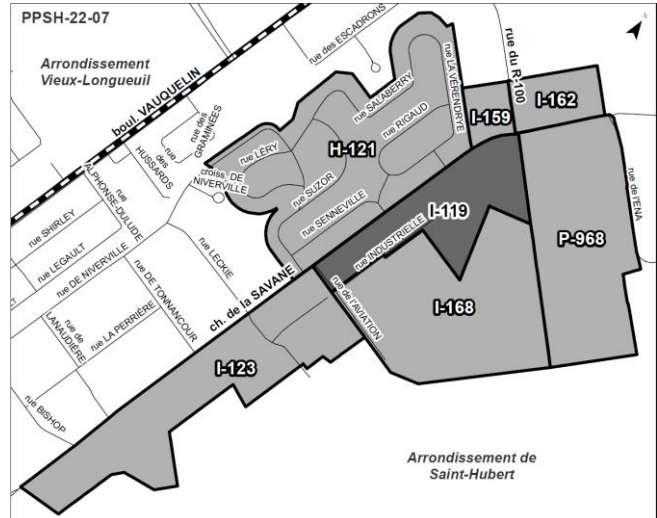 PPSH-22-07
Arrondissement
Vieux-Longueuil
boul. VAUQUELIN
rue des ESCADRONS
rue des
GRAMINÉES
rue
des
HUSSARDS
rue
ALPHONSE-DULUDE
rue SHIRLEY
rue LEGAULT
rue DE NIVERVILLE
rue
DE
LANAUDIÈRE
rue LA PERRIÈRE
rue DE TONNANCOUR
rue LECKIE
rue BISHOP
croiss. DE
NIVERVILLE
rue LÉRY
rue SUZOR
rue SENNEVILLE
H-121
rue SALABERRY
rue RIGAUD
rue LA VÉRENDRYE
rue du R-100
I-159
I-162
rue de l'ENA
I-119
rue INDUSTRIELLE
P-968
I-168
ch. de la SAVANE
rue de l'AVIATION
I-123
Arrondissement de
Saint-Hubert